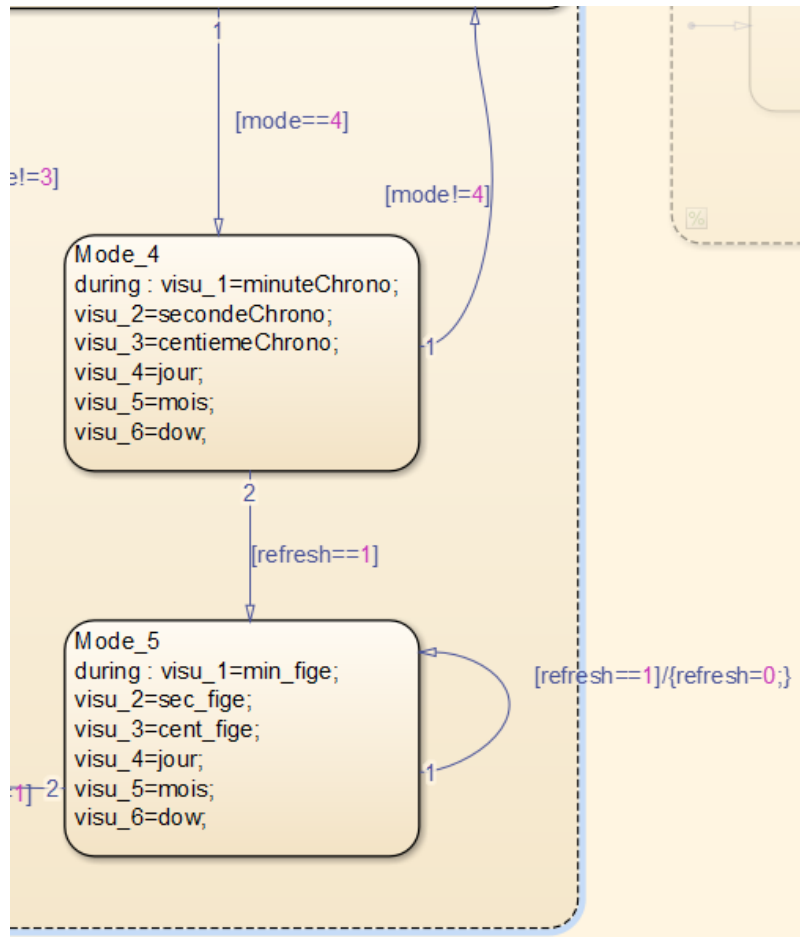 1
[mode==4]
e!=3]
[mode!=4]
Mode_4
during : visu_1=minuteChrono;
visu_2=secondeChrono;
visu_3=centiemeChrono;
visu_4=jour;
visu_5=mois;
visu_6=dow;
1
2
[refresh==1]
Mode_5
during : visu_1=min_fige;
visu_2=sec_fige;
visu_3=cent_fige;
visu_4=jour;
visu_5=mois;
visu_6=dow;
[refresh==1]/{refresh=0;}
1
=1]
2
%